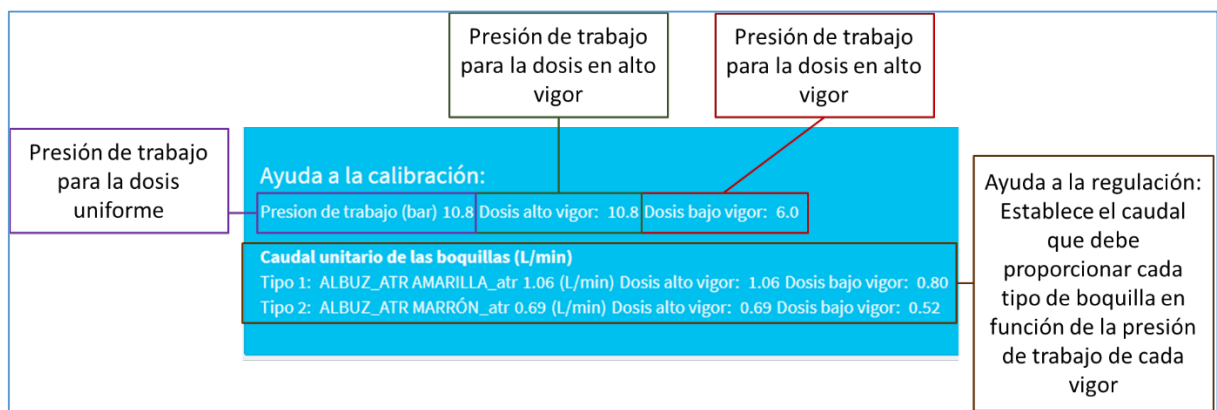 Presión de trabajo
para la dosis en alto
vigor
Presión de trabajo
para la dosis en alto
vigor
Presión de trabajo
para la dosis
uniforme
Ayuda a la calibración:
Presion de trabajo (bar) 10.8 Dosis alto vigor: 10.8 Dosis bajo vigor: 6.0
Caudal unitario de las boquillas (L/min)
Tipo 1: ALBUZ_ATR AMARILLA_atr 1.06 (L/min) Dosis alto vigor: 1.06 Dosis bajo vigor: 0.80
Tipo 2: ALBUZ_ATR MARRÓN_atr 0.69 (L/min) Dosis alto vigor: 0.69 Dosis bajo vigor: 0.52
Ayuda a la regulación:
Establece el caudal
que debe
proporcionar cada
tipo de boquilla en
función de la presión
de trabajo de cada
vigor